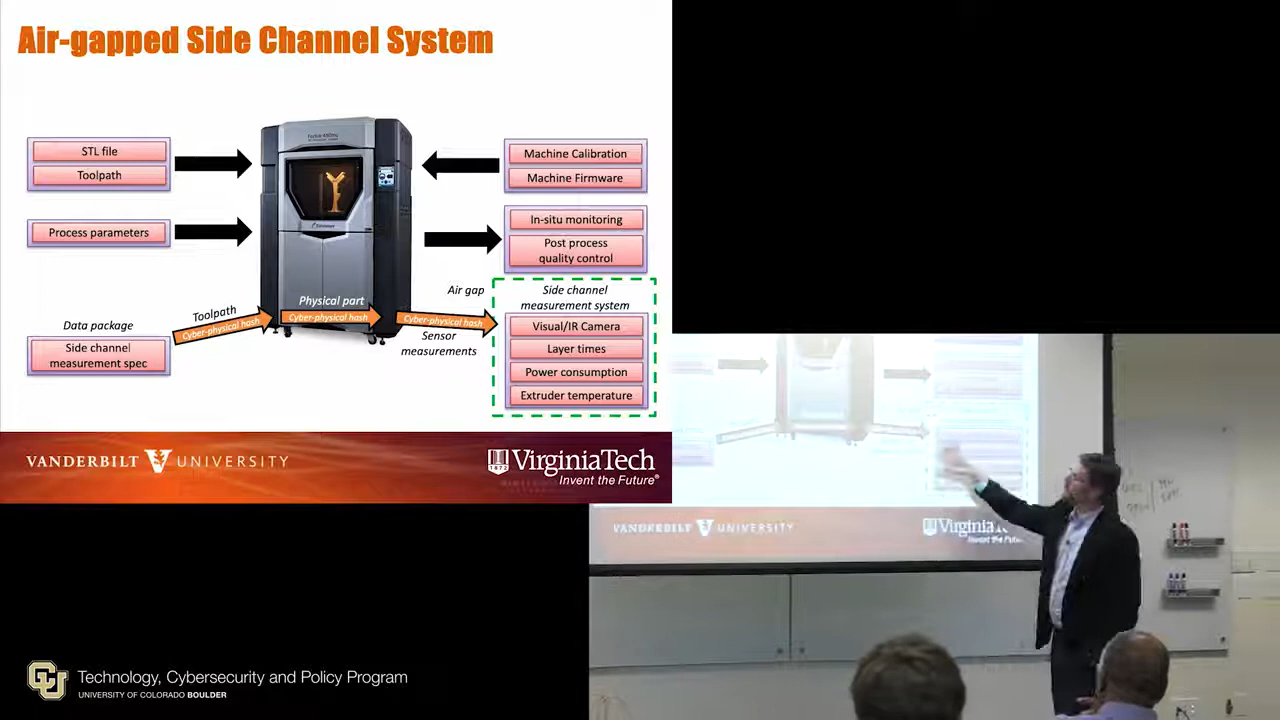 Air-gapped Side Channel System
STL file
Toolpath
Process parameters
Machine Calibration
Machine Firmware
In-situ monitoring
Post process
quality control
Data package
Side channel
measurement spec
Toolpath
Cyber-physical hash
Physical part
Cyber-physical hash
Air gap
Cyber-physical hash
Sensor
measurements
Side channel
measurement system
Visual/IR Camera
Layer times
Power consumption
Extruder temperature
VANDERBILT V UNIVERSITY
1872
VirginiaTech
Invent the Future®
VANDERBILT V UNIVERSITY
CU
Technology, Cybersecurity and Policy Program
UNIVERSITY OF COLORADO BOULDER